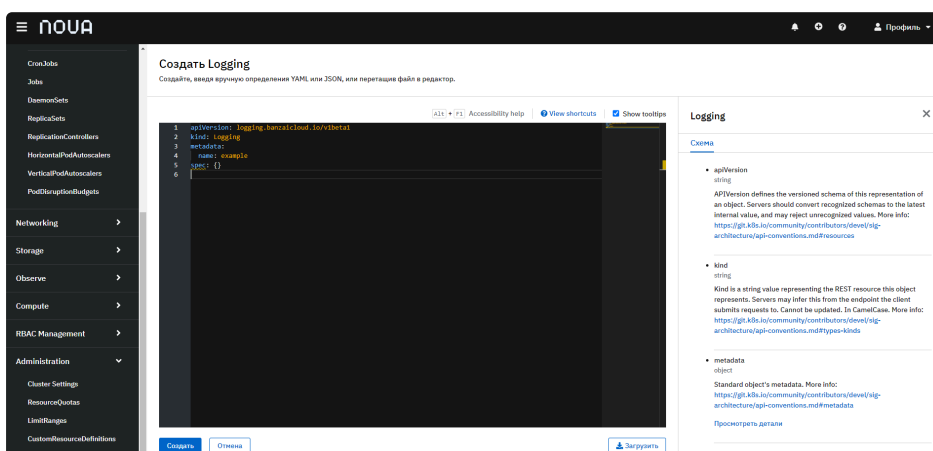 NOVA
Профиль
CronJobs
Jobs
DaemonSets
ReplicaSets
ReplicationControllers
HorizontalPodAutoscalers
VerticalPodAutoscalers
PodDisruptionBudgets
Networking
Storage
Observe
Compute
RBAC Management
Administration
Cluster Settings
ResourceQuotas
LimitRanges
CustomResourceDefinitions
Создать Logging
Создайте, введя вручную определения YAML или JSON, или перетащив файл в редактор.
Alt + F1 Accessibility help View shortcuts Show tooltips
1 apiVersion: logging.banzaicloud.io/v1beta1
2 kind: Logging
3 metadata:
4 name: example
5 spec: {}
6
Создать Отмена Загрузить
Logging
Схема
apiVersion
string
APIVersion defines the versioned schema of this representation of
an object. Servers should convert recognized schemas to the latest
internal value, and may reject unrecognized values. More info:
https://git.k8s.io/community/contributors/devel/sig-
architecture/api-conventions.md#resources
kind
string
Kind is a string value representing the REST resource this object
represents. Servers may infer this from the endpoint the client
submits requests to. Cannot be updated. In CamelCase. More info:
https://git.k8s.io/community/contributors/devel/sig-
architecture/api-conventions.md#types-kinds
metadata
object
Standard object's metadata. More info:
https://git.k8s.io/community/contributors/devel/sig-
architecture/api-conventions.md#metadata
Просмотреть детали